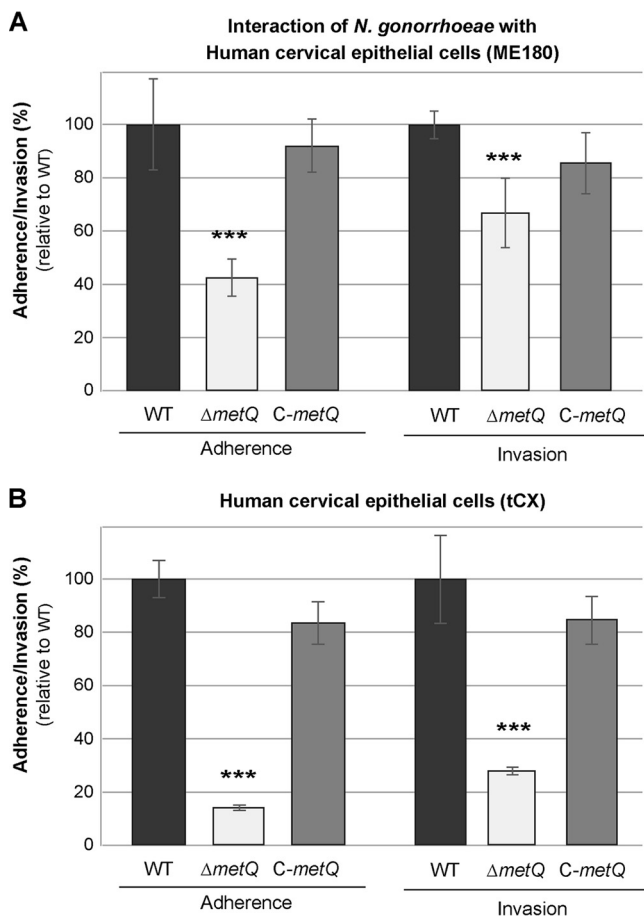 A
Interaction of N. gonorrhoeae with
Human cervical epithelial cells (ME180)
Adherence/Invasion (%)
(relative to WT)
100
80
60
40
20
0
***
***
WT ΔmetQ C-metQ WT ΔmetQ C-metQ
Adherence Invasion
B
Human cervical epithelial cells (tCX)
Adherence/Invasion (%)
(relative to WT)
100
80
60
40
20
0
***
***
WT ΔmetQ C-metQ WT ΔmetQ C-metQ
Adherence Invasion